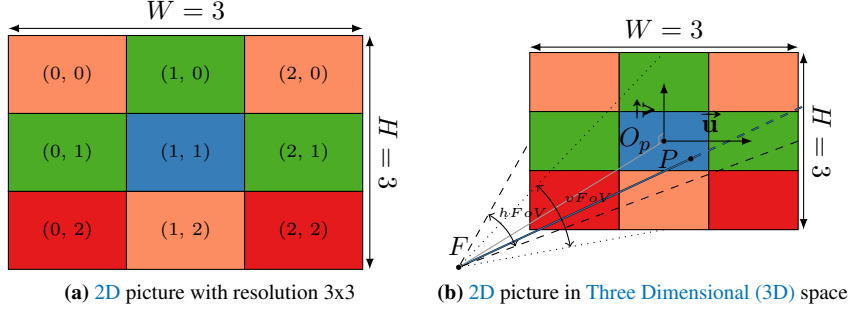 W = 3
(0, 0) (1, 0) (2, 0)
(0, 1) (1, 1) (2, 1)
(0, 2) (1, 2) (2, 2)
H = 3
(a) 2D picture with resolution 3x3
W = 3
H = 3
v⃗
u⃗
Oₚ
P
hFoV
vFoV
F
(b) 2D picture in Three Dimensional (3D) space